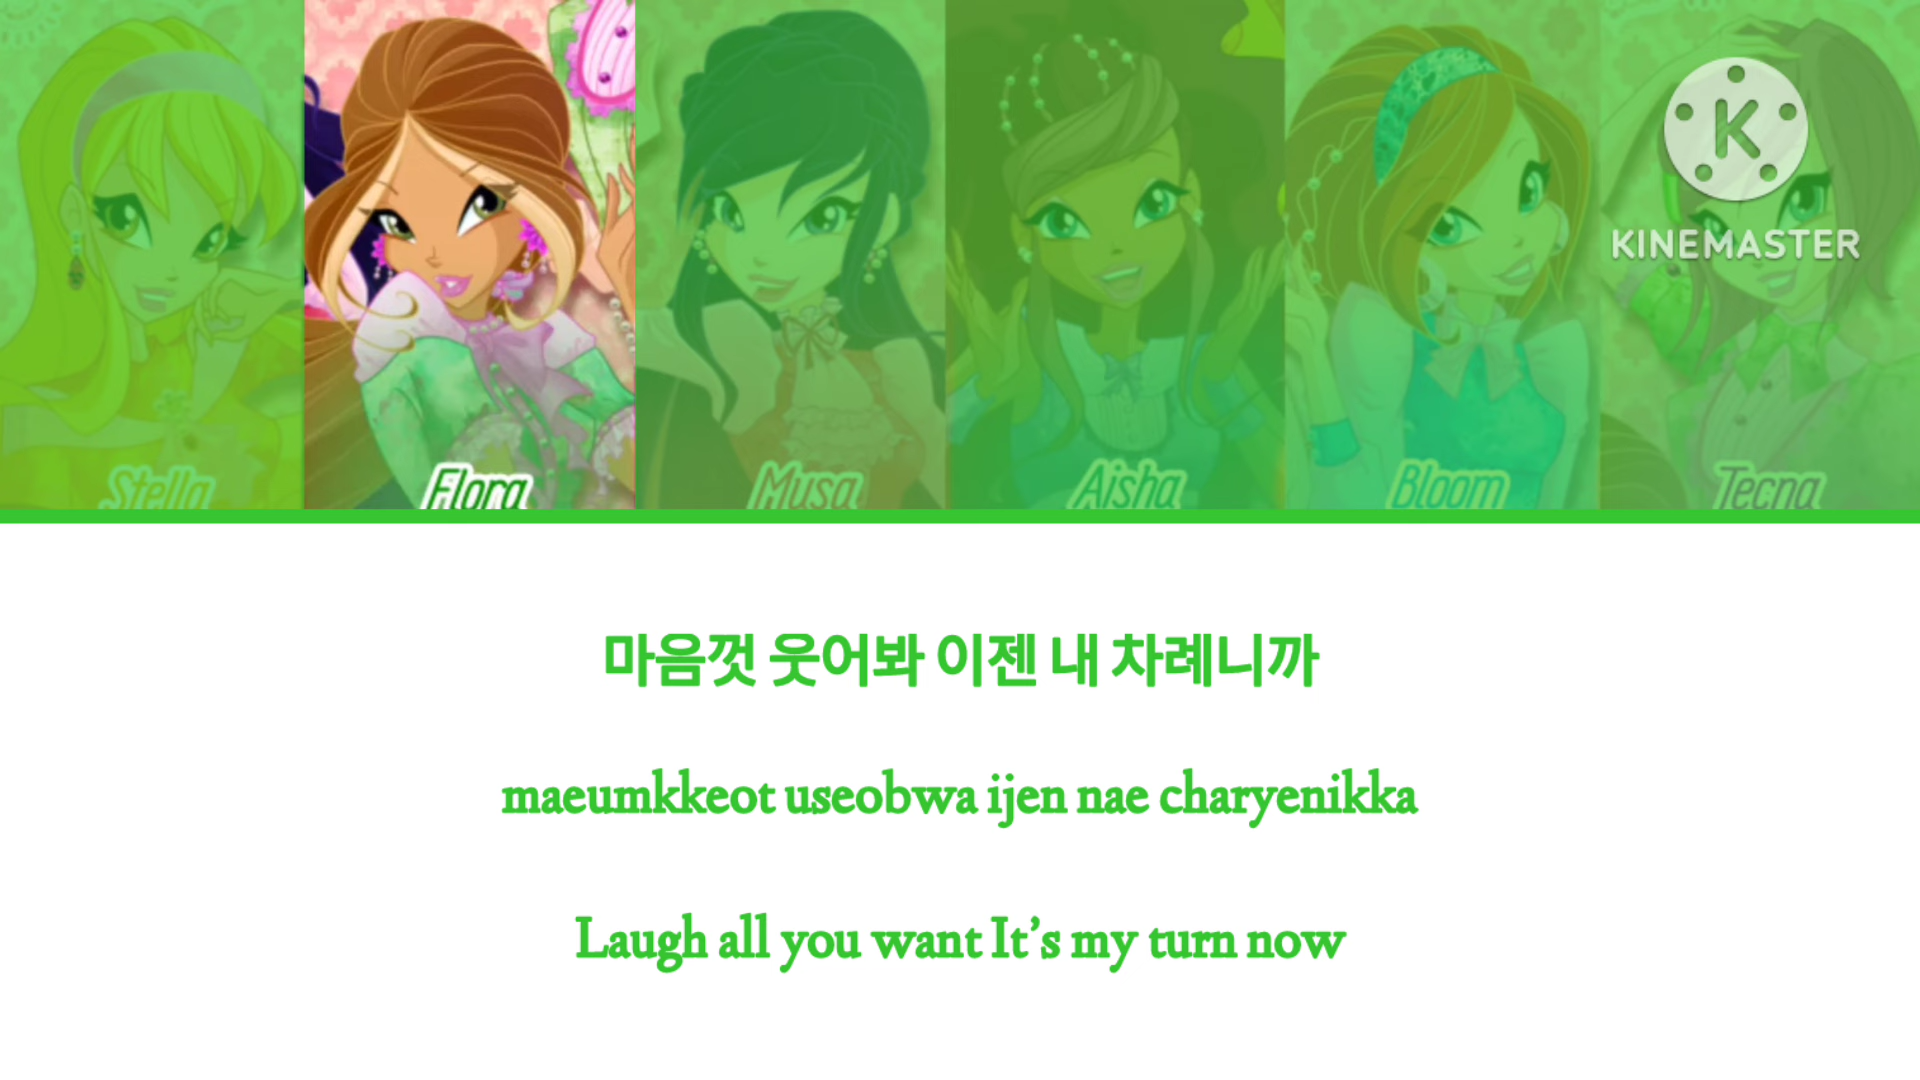 Stella
Flora
Musa
Aisha
Bloom
Tecna
K
KINEMASTER
마음껏 웃어봐 이젠 내 차례니까
maeumkkeot useobwa ijen nae charyenikka
Laugh all you want It's my turn now